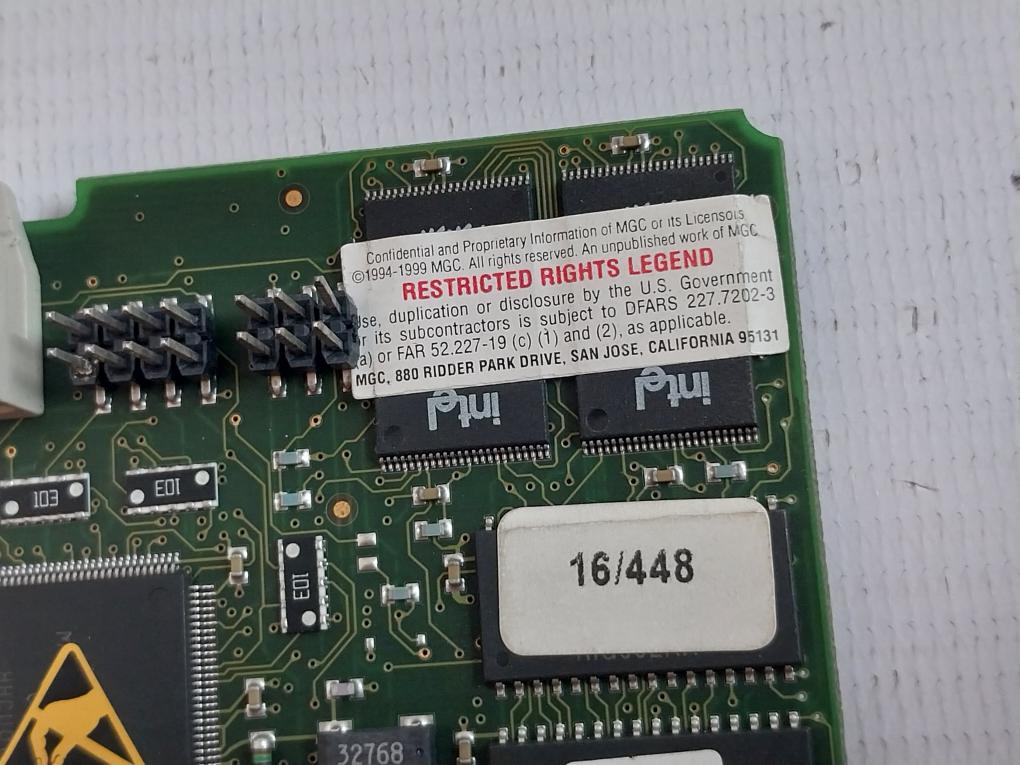 Confidential and Proprietary Information of MGC or its Licensors
©1994-1999 MGC. All rights reserved. An unpublished work of MGC
RESTRICTED RIGHTS LEGEND
se, duplication or disclosure by the U.S. Government
r its subcontractors is subject to DFARS 227.7202-3
(a) or FAR 52.227-19 (c) (1) and (2), as applicable.
MGC, 880 RIDDER PARK DRIVE, SAN JOSE, CALIFORNIA 95131
intel
intel
103
103
103
16/448
32768